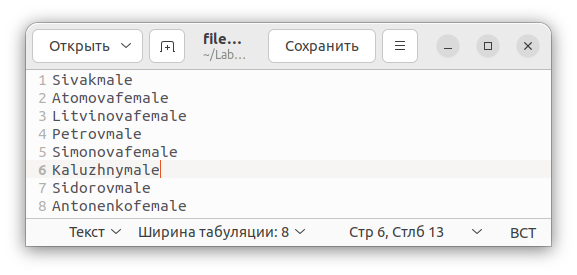 Открыть
file...
~/Lab...
Сохранить
1 Sivakmale
2 Atomovafemale
3 Litvinovafemale
4 Petrovmale
5 Simonovafemale
6 Kaluzhnymale
7 Sidorovmale
8 Antonenkofemale
Текст Ширина табуляции: 8 Стр 6, Стлб 13 ВСТ